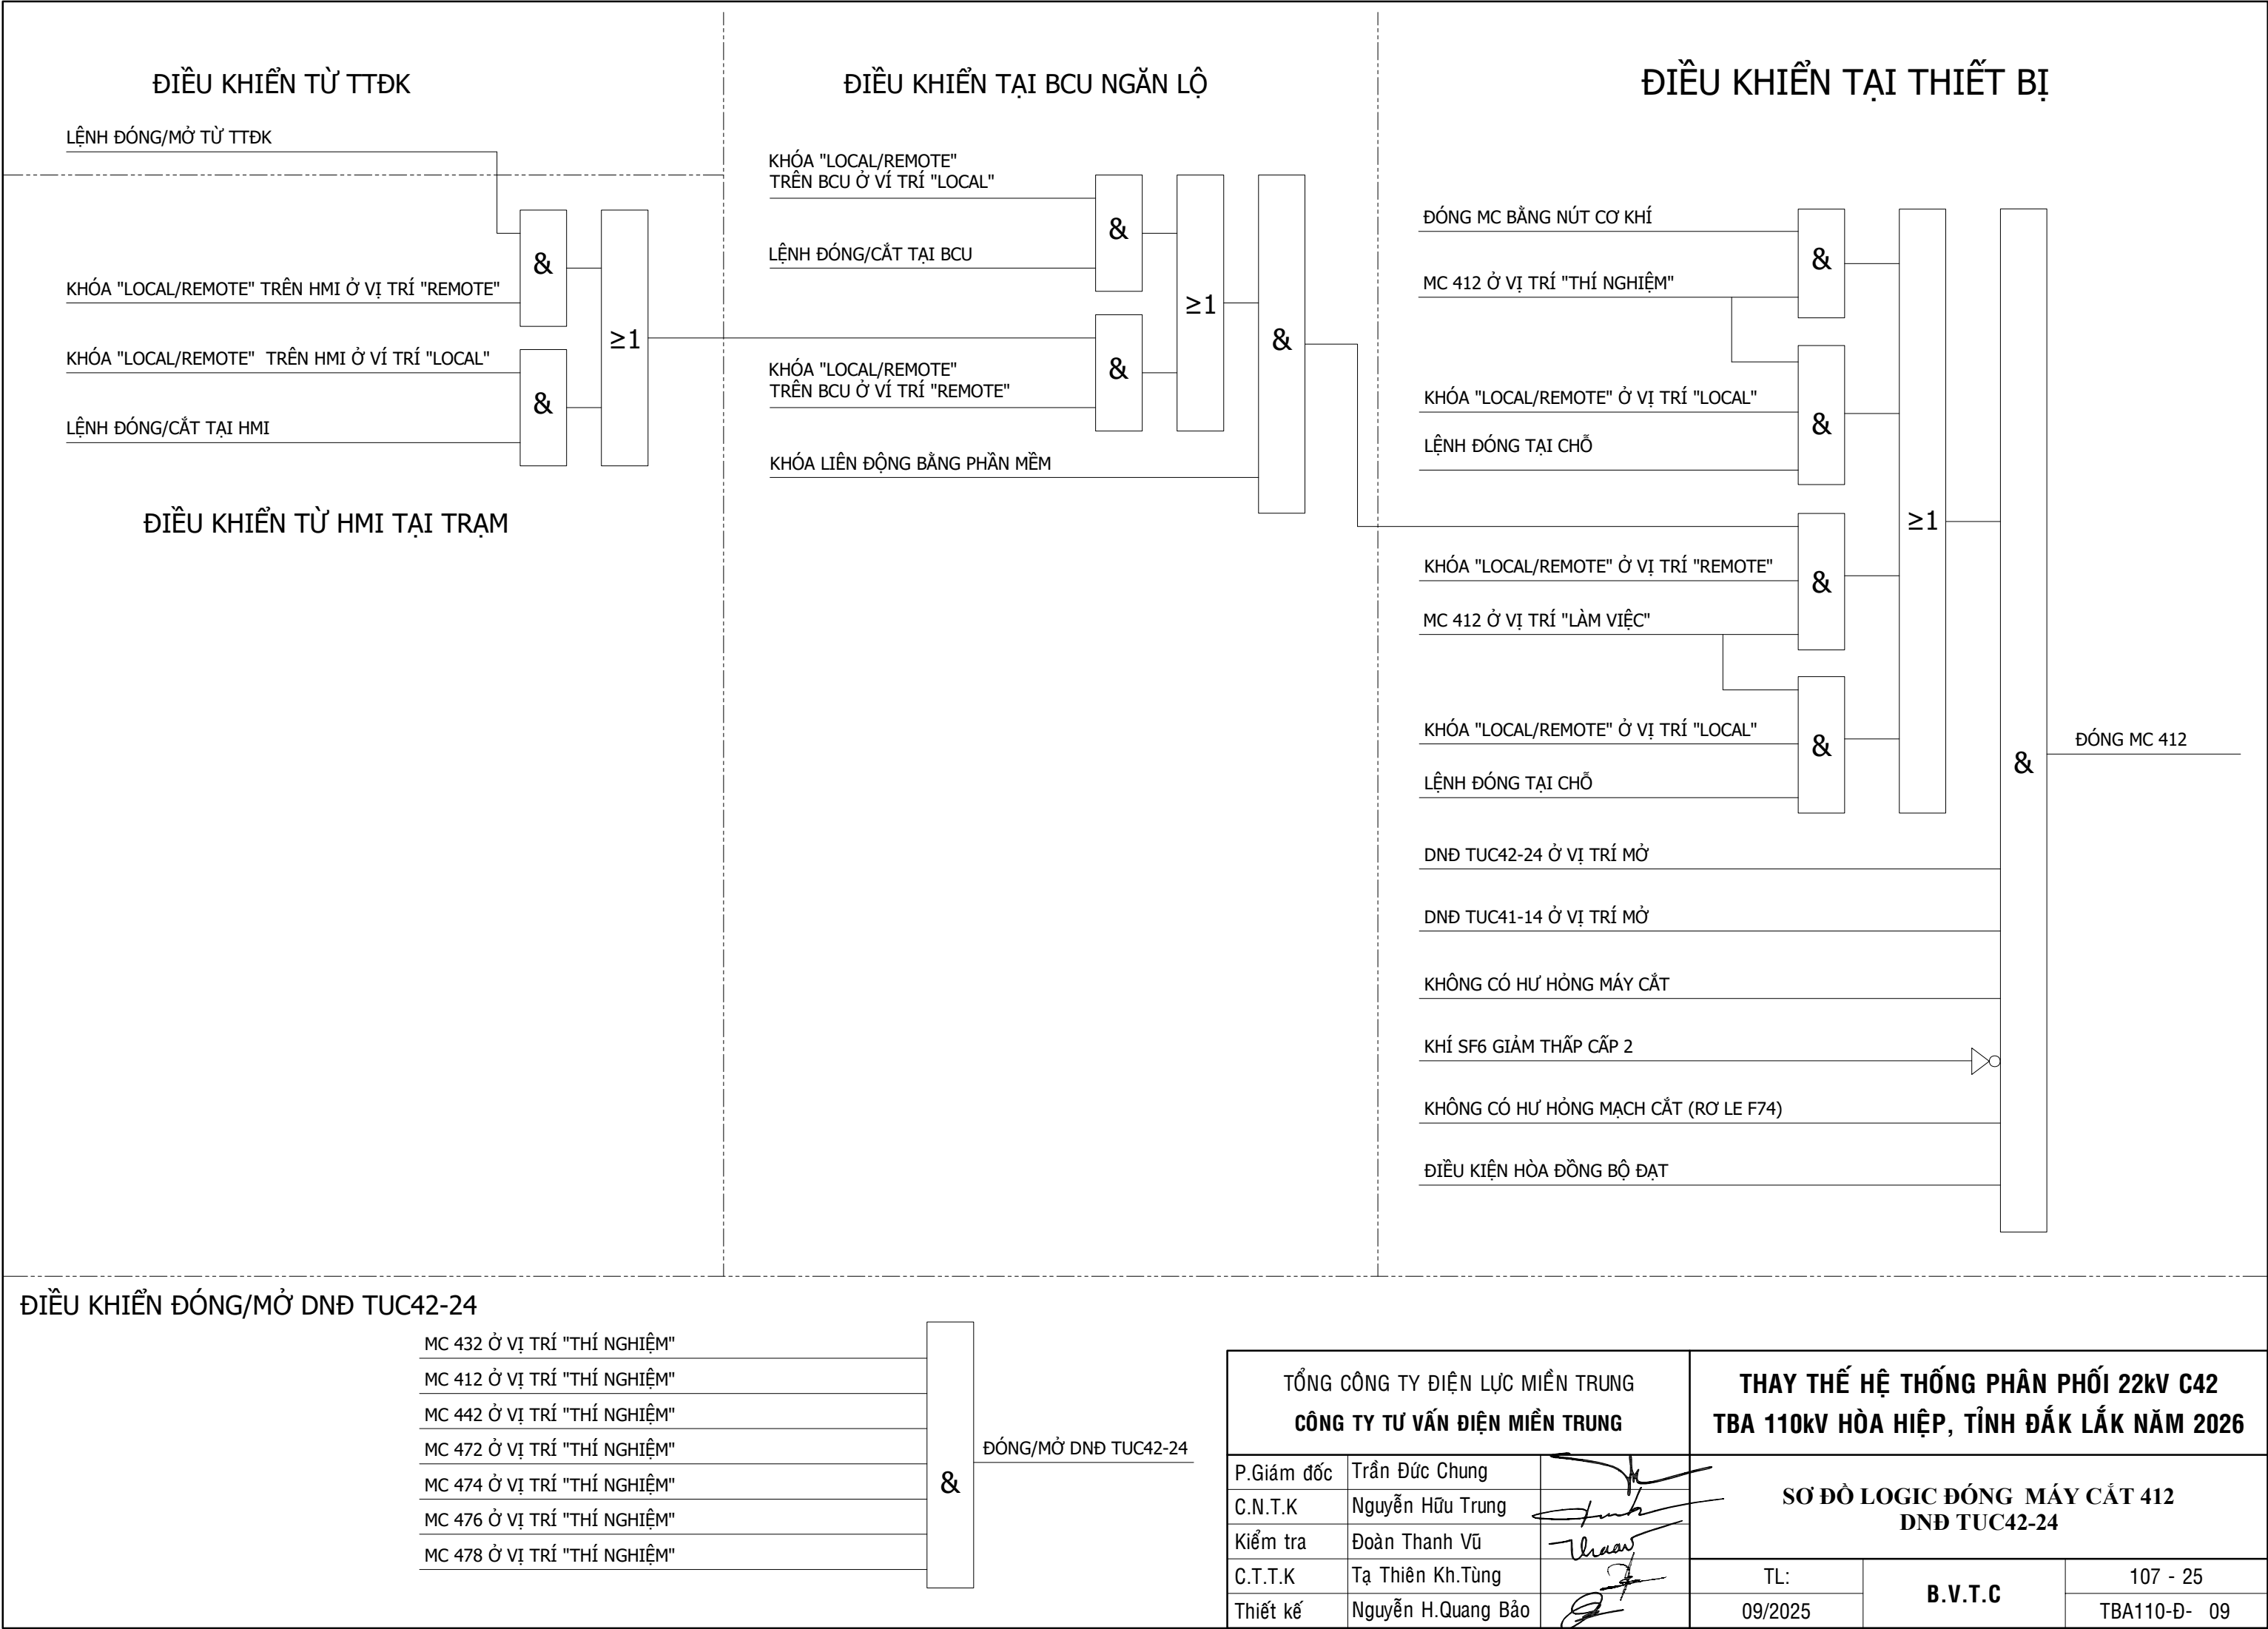 ĐIỀU KHIỂN TỪ TTĐK
LỆNH ĐÓNG/MỞ TỪ TTĐK
&
KHÓA "LOCAL/REMOTE" TRÊN HMI Ở VỊ TRÍ "REMOTE"
≥1
KHÓA "LOCAL/REMOTE"  TRÊN HMI Ở VÍ TRÍ "LOCAL"
&
LỆNH ĐÓNG/CẮT TẠI HMI
ĐIỀU KHIỂN TỪ HMI TẠI TRẠM
ĐIỀU KHIỂN TẠI BCU NGĂN LỘ
KHÓA "LOCAL/REMOTE"
TRÊN BCU Ở VÍ TRÍ "LOCAL"
&
LỆNH ĐÓNG/CẮT TẠI BCU
≥1
&
KHÓA "LOCAL/REMOTE"
TRÊN BCU Ở VÍ TRÍ "REMOTE"
&
KHÓA LIÊN ĐỘNG BẰNG PHẦN MỀM
ĐIỀU KHIỂN TẠI THIẾT BỊ
ĐÓNG MC BẰNG NÚT CƠ KHÍ
&
MC 412 Ở VỊ TRÍ "THÍ NGHIỆM"
KHÓA "LOCAL/REMOTE" Ở VỊ TRÍ "LOCAL"
&
LỆNH ĐÓNG TẠI CHỖ
≥1
KHÓA "LOCAL/REMOTE" Ở VỊ TRÍ "REMOTE"
&
MC 412 Ở VỊ TRÍ "LÀM VIỆC"
KHÓA "LOCAL/REMOTE" Ở VỊ TRÍ "LOCAL"
&
LỆNH ĐÓNG TẠI CHỖ
&
ĐÓNG MC 412
DNĐ TUC42-24 Ở VỊ TRÍ MỞ
DNĐ TUC41-14 Ở VỊ TRÍ MỞ
KHÔNG CÓ HƯ HỎNG MÁY CẮT
KHÍ SF6 GIẢM THẤP CẤP 2
KHÔNG CÓ HƯ HỎNG MẠCH CẮT (RƠ LE F74)
ĐIỀU KIỆN HÒA ĐỒNG BỘ ĐẠT
ĐIỀU KHIỂN ĐÓNG/MỞ DNĐ TUC42-24
MC 432 Ở VỊ TRÍ "THÍ NGHIỆM"
MC 412 Ở VỊ TRÍ "THÍ NGHIỆM"
MC 442 Ở VỊ TRÍ "THÍ NGHIỆM"
MC 472 Ở VỊ TRÍ "THÍ NGHIỆM"
MC 474 Ở VỊ TRÍ "THÍ NGHIỆM"
MC 476 Ở VỊ TRÍ "THÍ NGHIỆM"
MC 478 Ở VỊ TRÍ "THÍ NGHIỆM"
&
ĐÓNG/MỞ DNĐ TUC42-24
TỔNG CÔNG TY ĐIỆN LỰC MIỀN TRUNG
CÔNG TY TƯ VẤN ĐIỆN MIỀN TRUNG
THAY THẾ HỆ THỐNG PHÂN PHỐI 22kV C42
TBA 110kV HÒA HIỆP, TỈNH ĐẮK LẮK NĂM 2026
P.Giám đốc Trần Đức Chung
C.N.T.K Nguyễn Hữu Trung
Kiểm tra Đoàn Thanh Vũ
C.T.T.K Tạ Thiên Kh.Tùng
Thiết kế Nguyễn H.Quang Bảo
SƠ ĐỒ LOGIC ĐÓNG  MÁY CẮT 412
DNĐ TUC42-24
TL:
09/2025
B.V.T.C
107 - 25
TBA110-Đ-  09